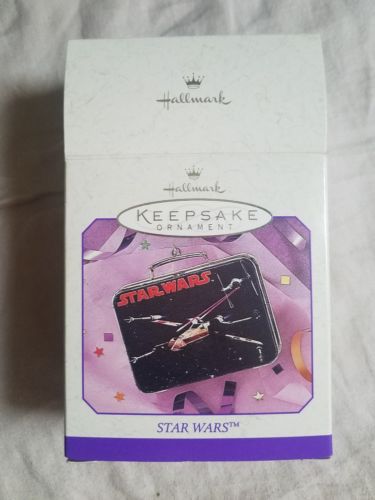 Hallmark
Hallmark
KEEPSAKE
ORNAMENT
STAR WARS
STAR WARS™